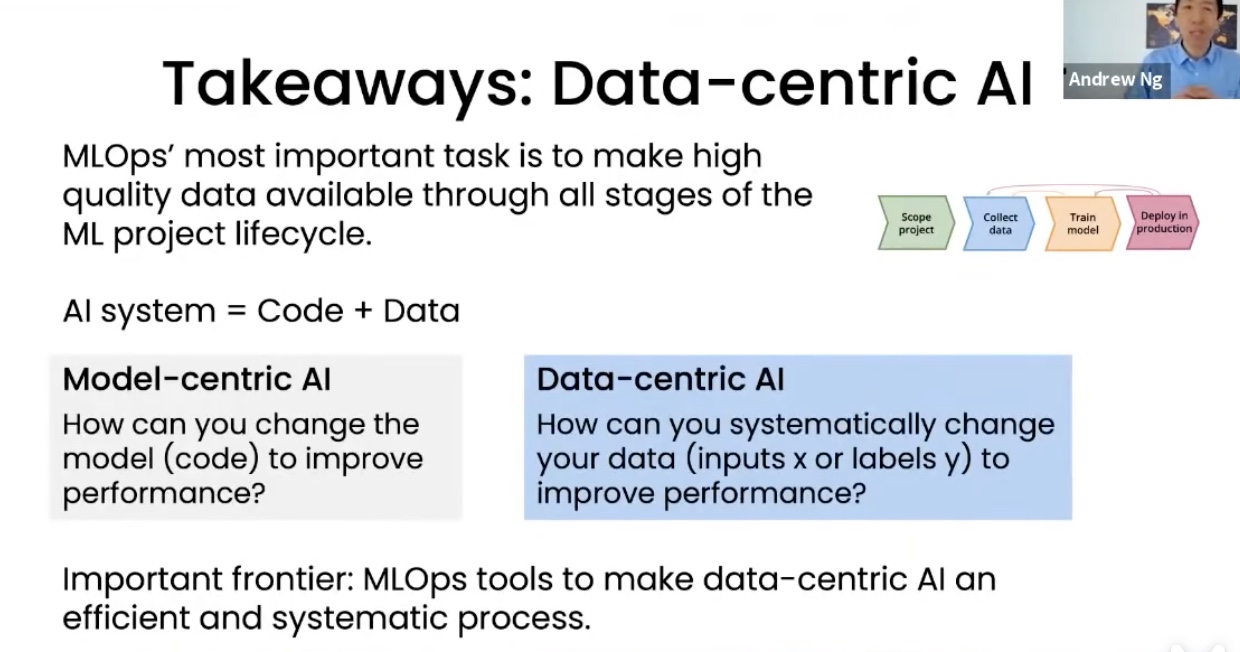 Takeaways: Data-centric AI
Andrew Ng
MLOps' most important task is to make high
quality data available through all stages of the
ML project lifecycle.
Scope
project
Collect
data
Train
model
Deploy in
production
AI system = Code + Data
Model-centric AI
How can you change the
model (code) to improve
performance?
Data-centric AI
How can you systematically change
your data (inputs x or labels y) to
improve performance?
Important frontier: MLOps tools to make data-centric AI an
efficient and systematic process.